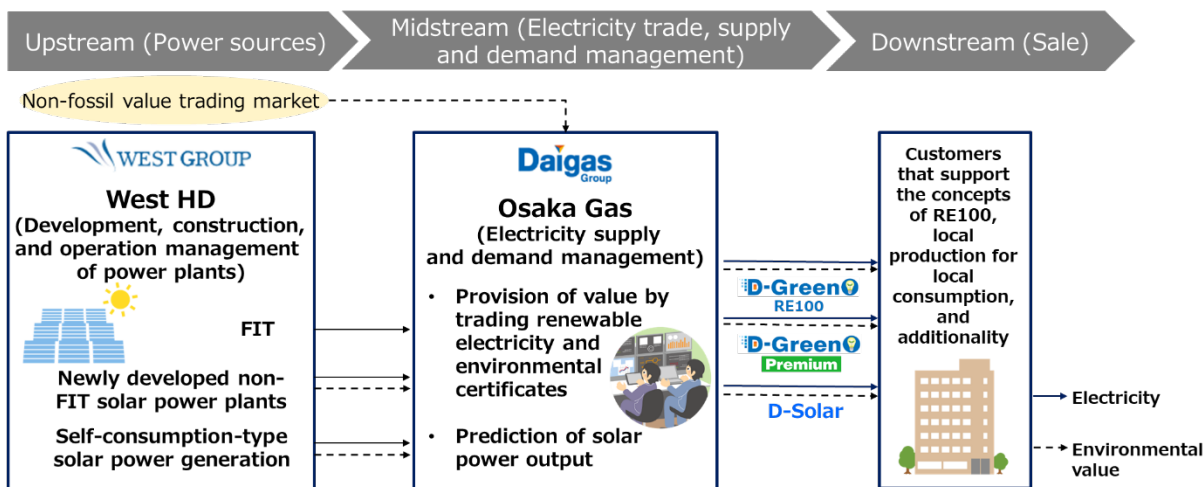 Upstream (Power sources)
Midstream (Electricity trade, supply
and demand management)
Downstream (Sale)
Non-fossil value trading market
WEST GROUP
West HD
(Development, construction,
and operation management
of power plants)
FIT
Newly developed non-
FIT solar power plants
Self-consumption-type
solar power generation
Daigas
Group
Osaka Gas
(Electricity supply
and demand management)
• Provision of value by
trading renewable
electricity and
environmental
certificates
• Prediction of solar
power output
D-Green
RE100
D-Green
Premium
D-Solar
Customers
that support
the concepts
of RE100,
local
production for
local
consumption,
and
additionality
Electricity
Environmental
value